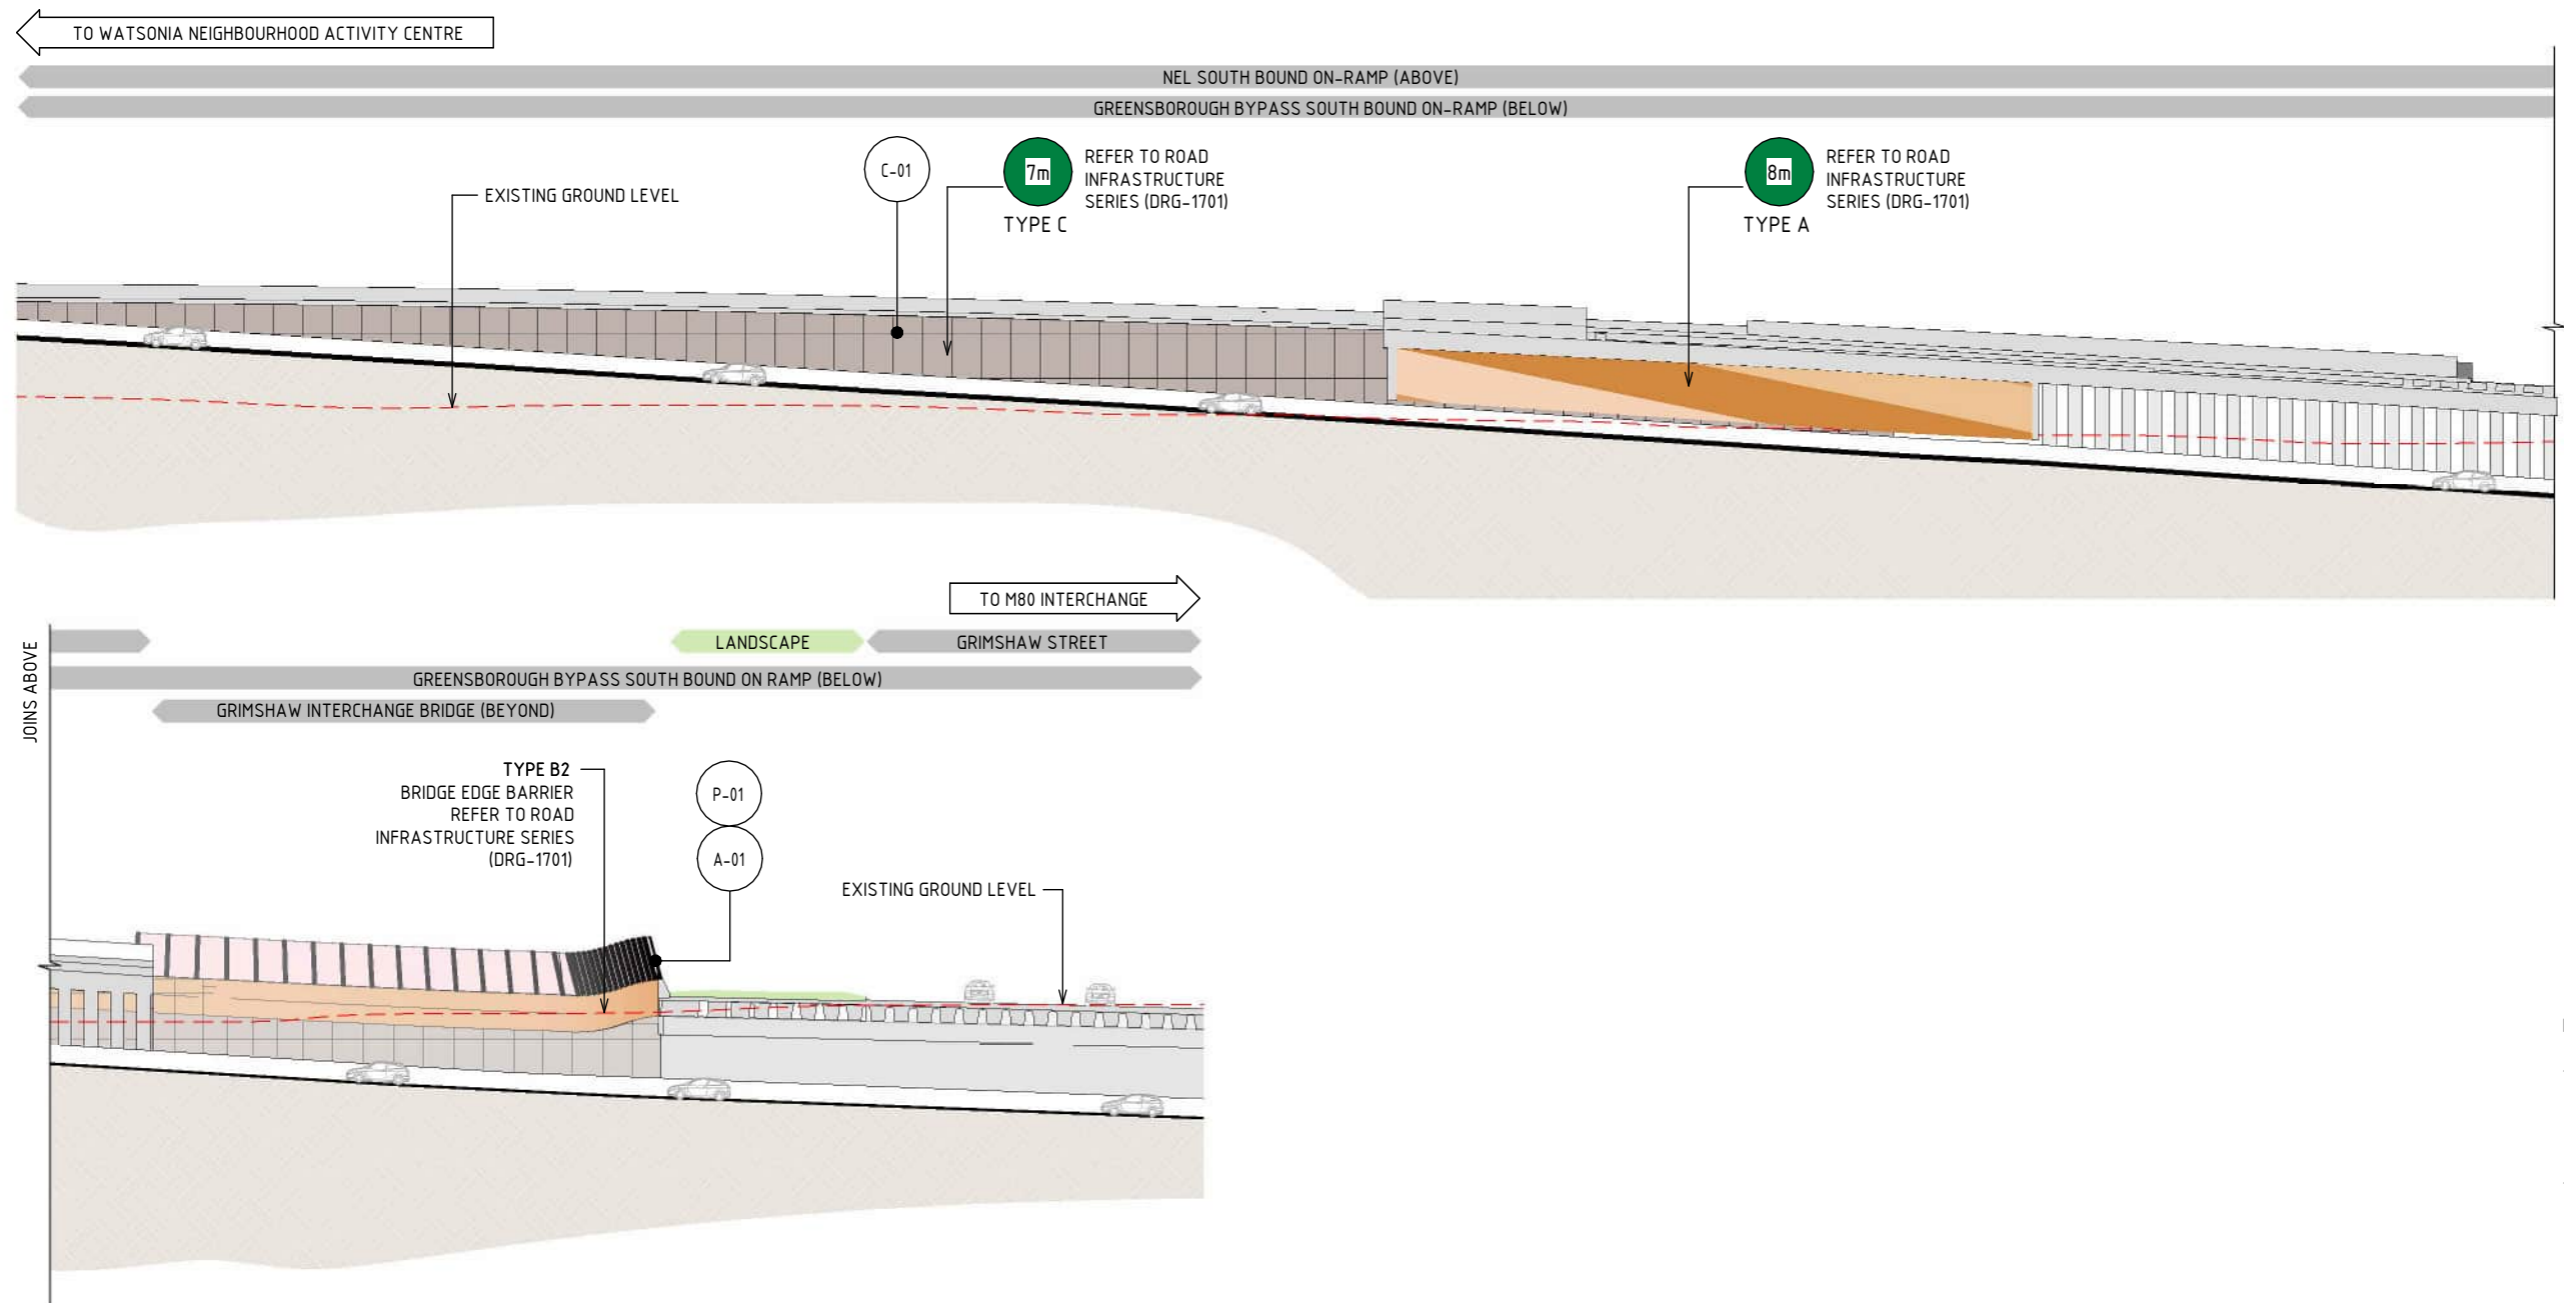 TO WATSONIA NEIGHBOURHOOD ACTIVITY CENTRE
NEL SOUTH BOUND ON-RAMP (ABOVE)
GREENSBOROUGH BYPASS SOUTH BOUND ON-RAMP (BELOW)
EXISTING GROUND LEVEL
C-01
7m
TYPE C
REFER TO ROAD
INFRASTRUCTURE
SERIES (DRG-1701)
8m
TYPE A
REFER TO ROAD
INFRASTRUCTURE
SERIES (DRG-1701)
TO M80 INTERCHANGE
JOINS ABOVE
LANDSCAPE
GRIMSHAW STREET
GREENSBOROUGH BYPASS SOUTH BOUND ON RAMP (BELOW)
GRIMSHAW INTERCHANGE BRIDGE (BEYOND)
TYPE B2
BRIDGE EDGE BARRIER
REFER TO ROAD
INFRASTRUCTURE SERIES
(DRG-1701)
P-01
A-01
EXISTING GROUND LEVEL